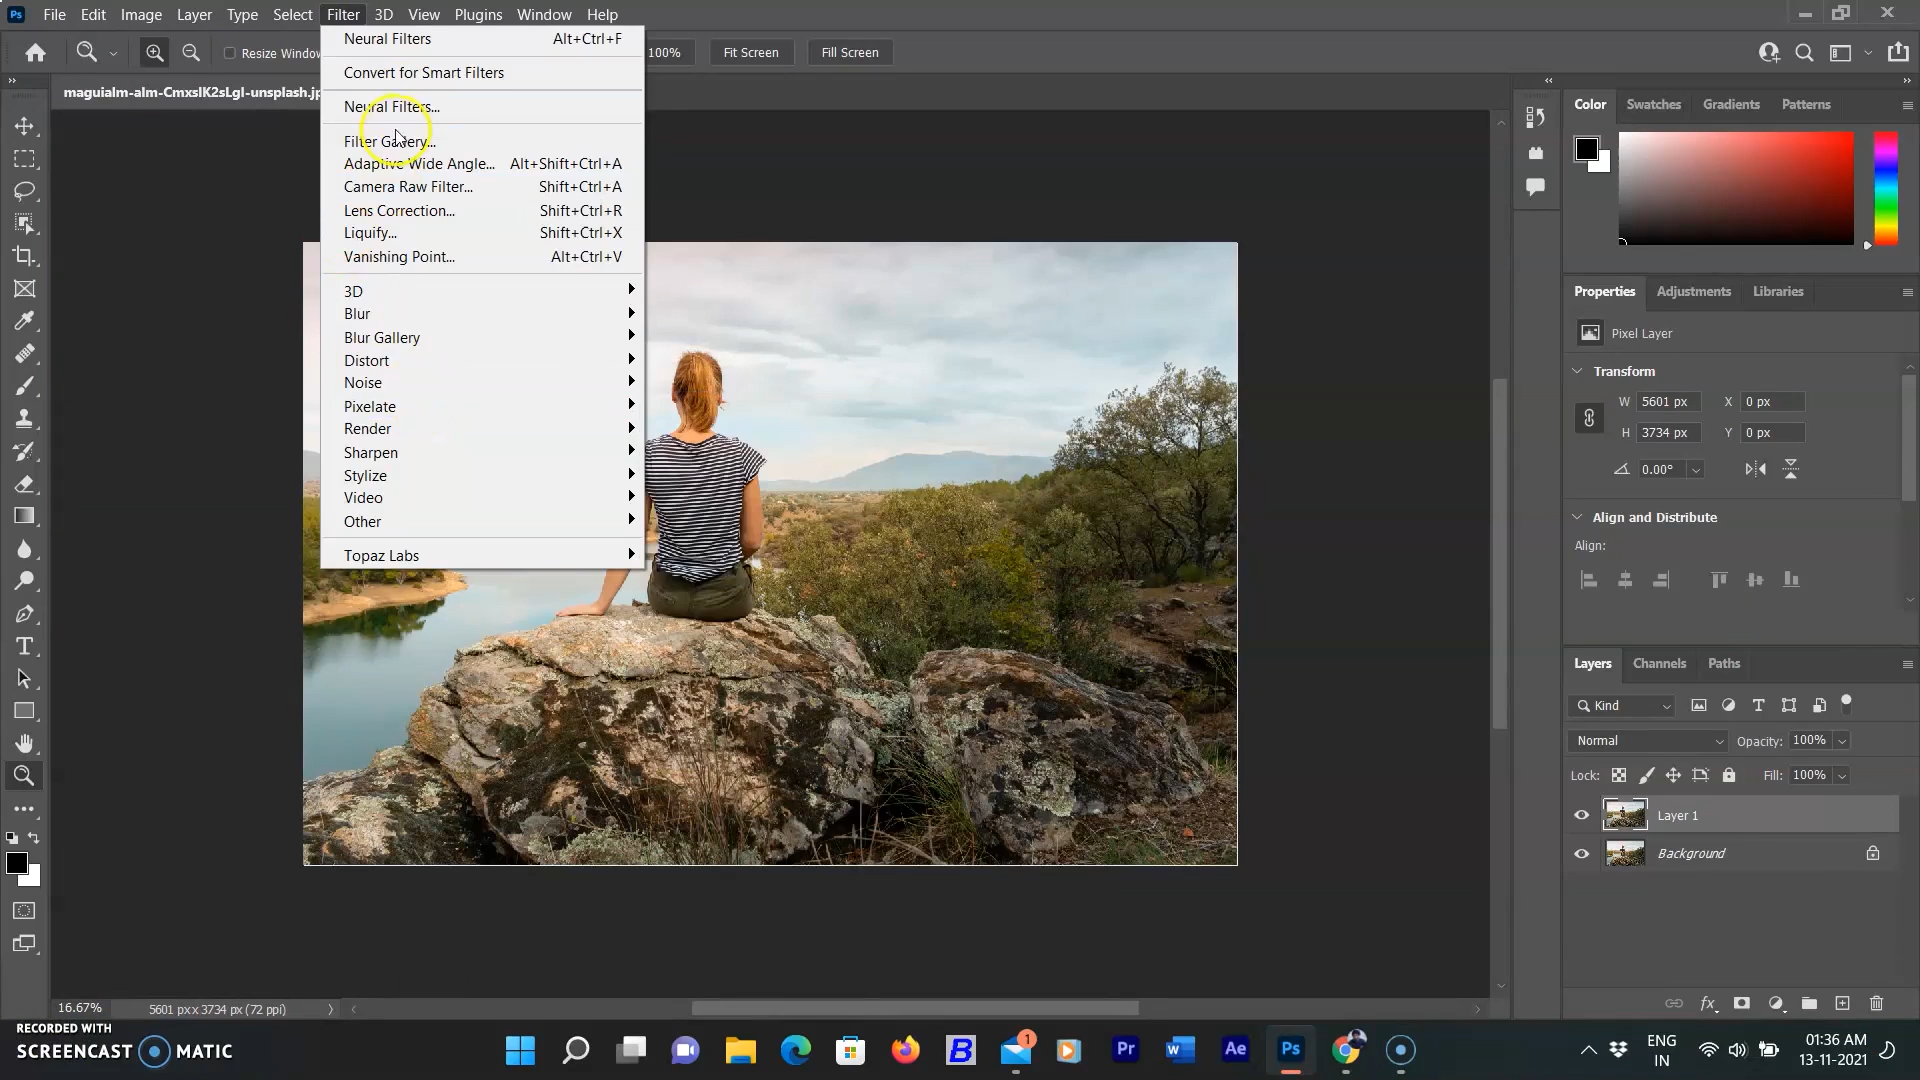 Ps File Edit Image Layer Type Select Filter 3D View Plugins Window Help
Resize Window 100% Fit Screen Fill Screen
maguialm-alm-CmxslK2sLgI-unsplash.jp
Neural Filters Alt+Ctrl+F
Convert for Smart Filters
Neural Filters...
Filter Gallery...
Adaptive Wide Angle... Alt+Shift+Ctrl+A
Camera Raw Filter... Shift+Ctrl+A
Lens Correction... Shift+Ctrl+R
Liquify... Shift+Ctrl+X
Vanishing Point... Alt+Ctrl+V
3D
Blur
Blur Gallery
Distort
Noise
Pixelate
Render
Sharpen
Stylize
Video
Other
Topaz Labs
Color Swatches Gradients Patterns
Properties Adjustments Libraries
Pixel Layer
Transform
W 5601 px X 0 px
H 3734 px Y 0 px
0.00°
Align and Distribute
Align:
Layers Channels Paths
Kind
Normal Opacity: 100%
Lock: Fill: 100%
Layer 1
Background
16.67% 5601 px x 3734 px (72 ppi)
RECORDED WITH
SCREENCAST MATIC
1
B Pr W Ae Ps
ENG
IN
01:36 AM
13-11-2021